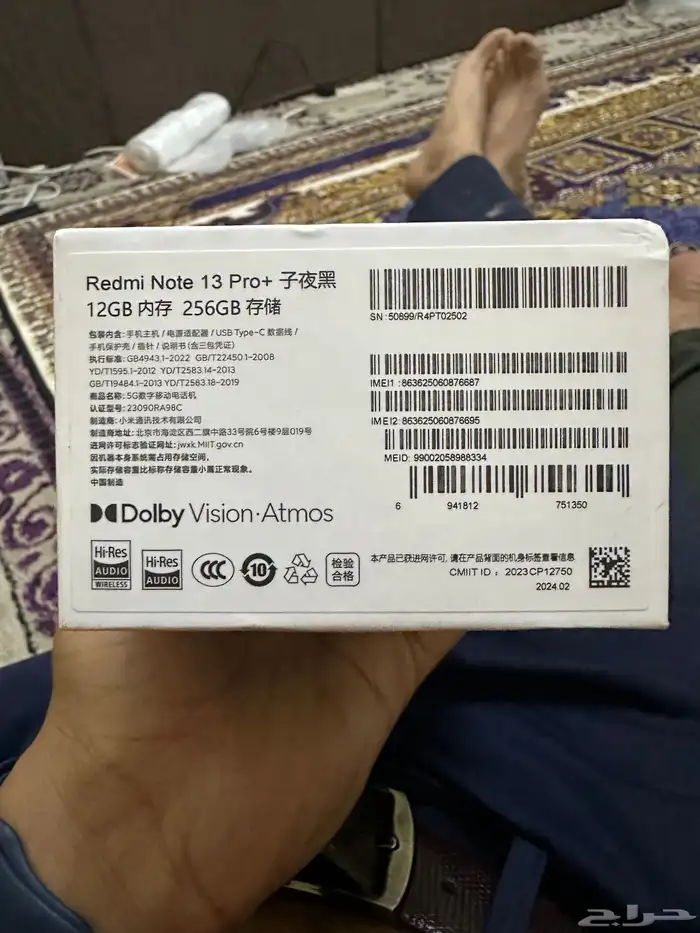 Redmi Note 13 Pro+ 子夜黑
12GB 内存 256GB 存储
包装内含: 手机主机 / 电源适配器 / USB Type-C 数据线 /
手机保护壳 / 插针 / 说明书 (含三包凭证)
执行标准: GB4943.1-2022 GB/T22450.1-2008
YD/T1595.1-2012 YD/T2583.14-2013
GB/T19484.1-2013 YD/T2583.18-2019
商品名称: 5G数字移动电话机
认证型号: 23090RA98C
制造商: 小米通讯技术有限公司
制造商地址: 北京市海淀区西二旗中路33号院6号楼9层019号
进网许可标志验证网址: jwxk.MIIT.gov.cn
因机器本身系统需占用存储空间,
实际存储容量比标称存储容量小属正常现象。
中国制造
SN: 50899/R4PT02502
IMEI1 : 863625060876687
IMEI2: 863625060876695
MEID: 99002058988334
6 941812 751350
Dolby Vision·Atmos
Hi-Res
AUDIO
WIRELESS
Hi-Res
AUDIO
CCC
10
检验
合格
本产品已获进网许可, 请在产品背面的机身标签查看信息
CMIIT ID : 2023CP12750
2024.02
حراج